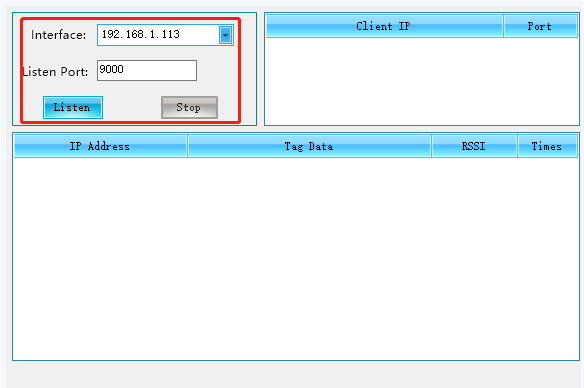 Interface: 192.168.1.113
Listen Port: 9000
Listen Stop
Client IP Port
IP Address Tag Data RSSI Times